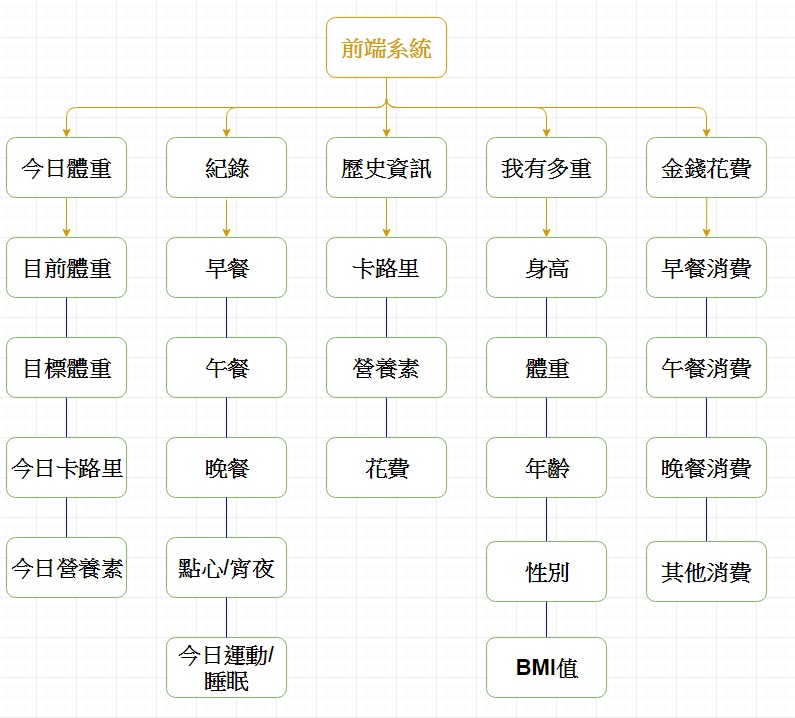 前端系統
今日體重
紀錄
歷史資訊
我有多重
金錢花費
目前體重
早餐
卡路里
身高
早餐消費
目標體重
午餐
營養素
體重
午餐消費
今日卡路里
晚餐
花費
年齡
晚餐消費
今日營養素
點心/宵夜
性別
其他消費
今日運動/
睡眠
BMI值